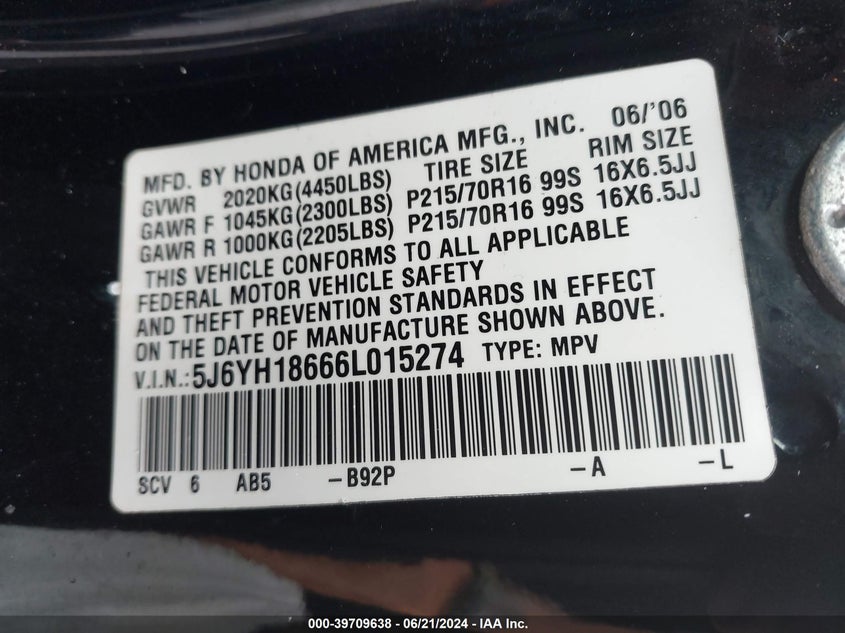 MFD. BY HONDA OF AMERICA MFG., INC. 06/'06
GVWR 2020KG(4450LBS) TIRE SIZE RIM SIZE
GAWR F 1045KG(2300LBS) P215/70R16 99S 16X6.5JJ
GAWR R 1000KG(2205LBS) P215/70R16 99S 16X6.5JJ
THIS VEHICLE CONFORMS TO ALL APPLICABLE
FEDERAL MOTOR VEHICLE SAFETY
AND THEFT PREVENTION STANDARDS IN EFFECT
ON THE DATE OF MANUFACTURE SHOWN ABOVE.
V.I.N.:5J6YH18666L015274 TYPE: MPV
SCV 6 AB5 -B92P -A -L
000-39709638 - 06/21/2024 - IAA Inc.